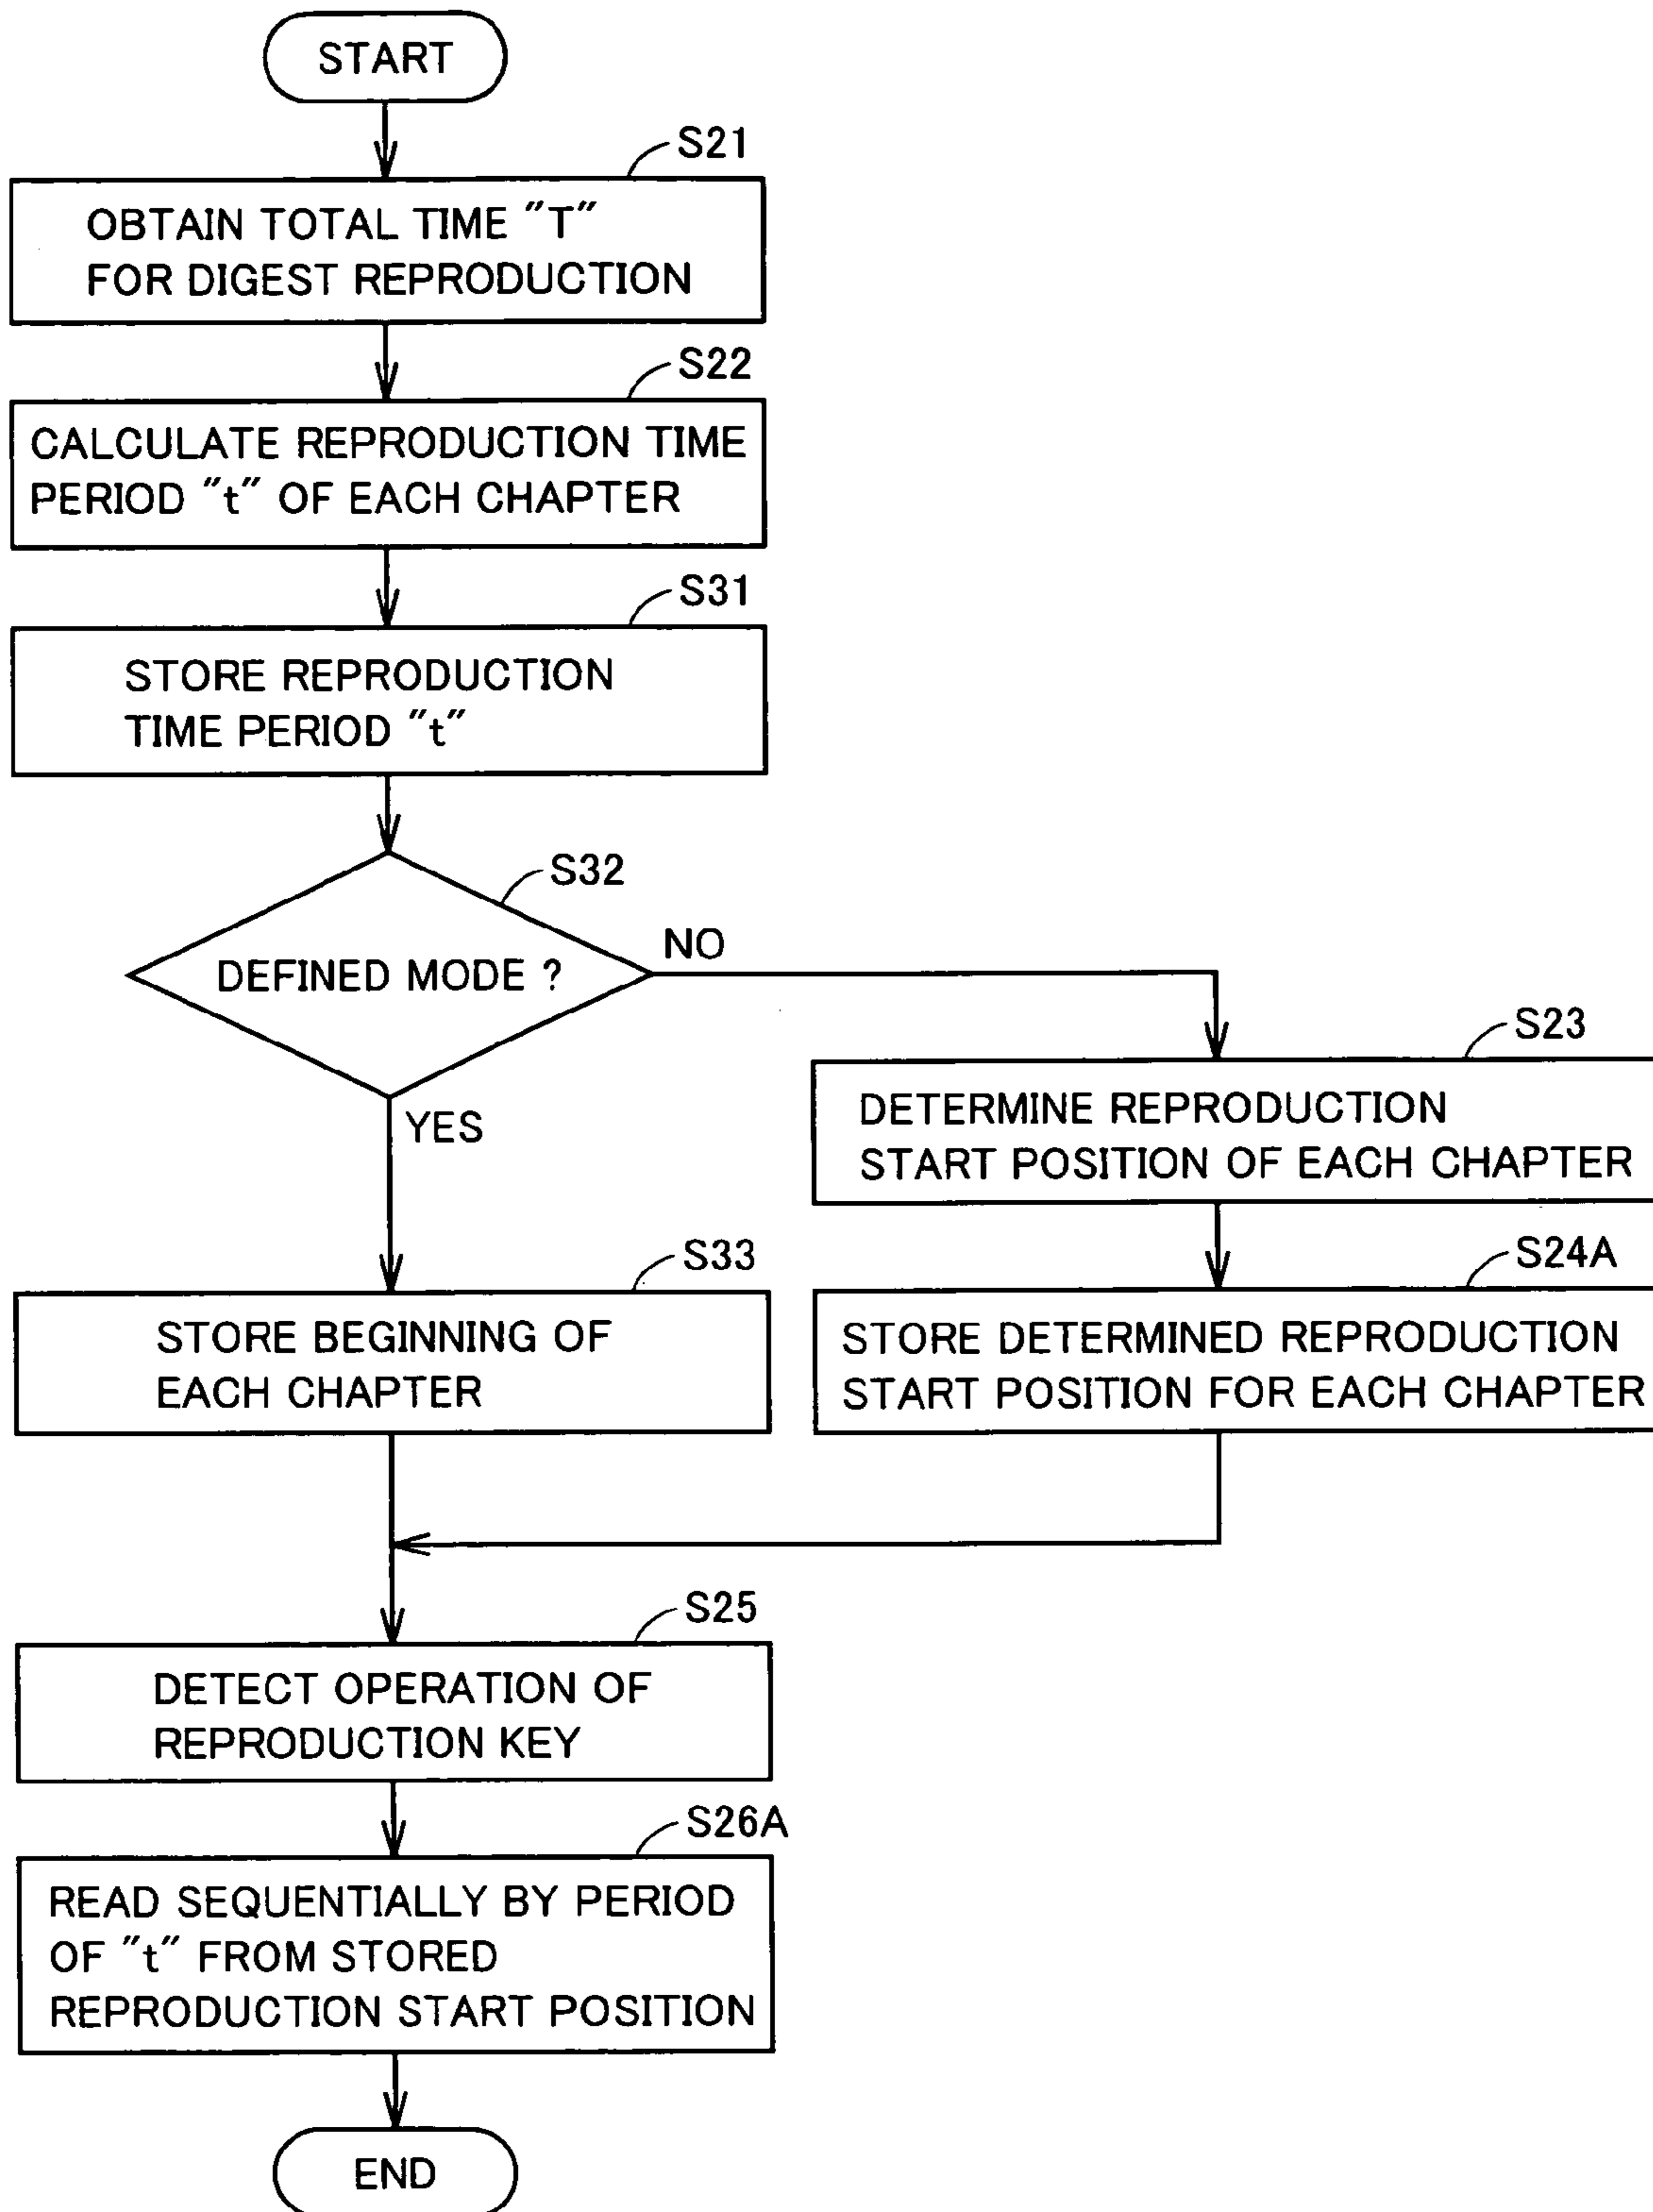 START
S21
OBTAIN TOTAL TIME "T"
FOR DIGEST REPRODUCTION
S22
CALCULATE REPRODUCTION TIME
PERIOD "t" OF EACH CHAPTER
S31
STORE REPRODUCTION
TIME PERIOD "t"
S32
DEFINED MODE ?
NO
YES
S23
DETERMINE REPRODUCTION
START POSITION OF EACH CHAPTER
S24A
STORE DETERMINED REPRODUCTION
START POSITION FOR EACH CHAPTER
S33
STORE BEGINNING OF
EACH CHAPTER
S25
DETECT OPERATION OF
REPRODUCTION KEY
S26A
READ SEQUENTIALLY BY PERIOD
OF "t" FROM STORED
REPRODUCTION START POSITION
END